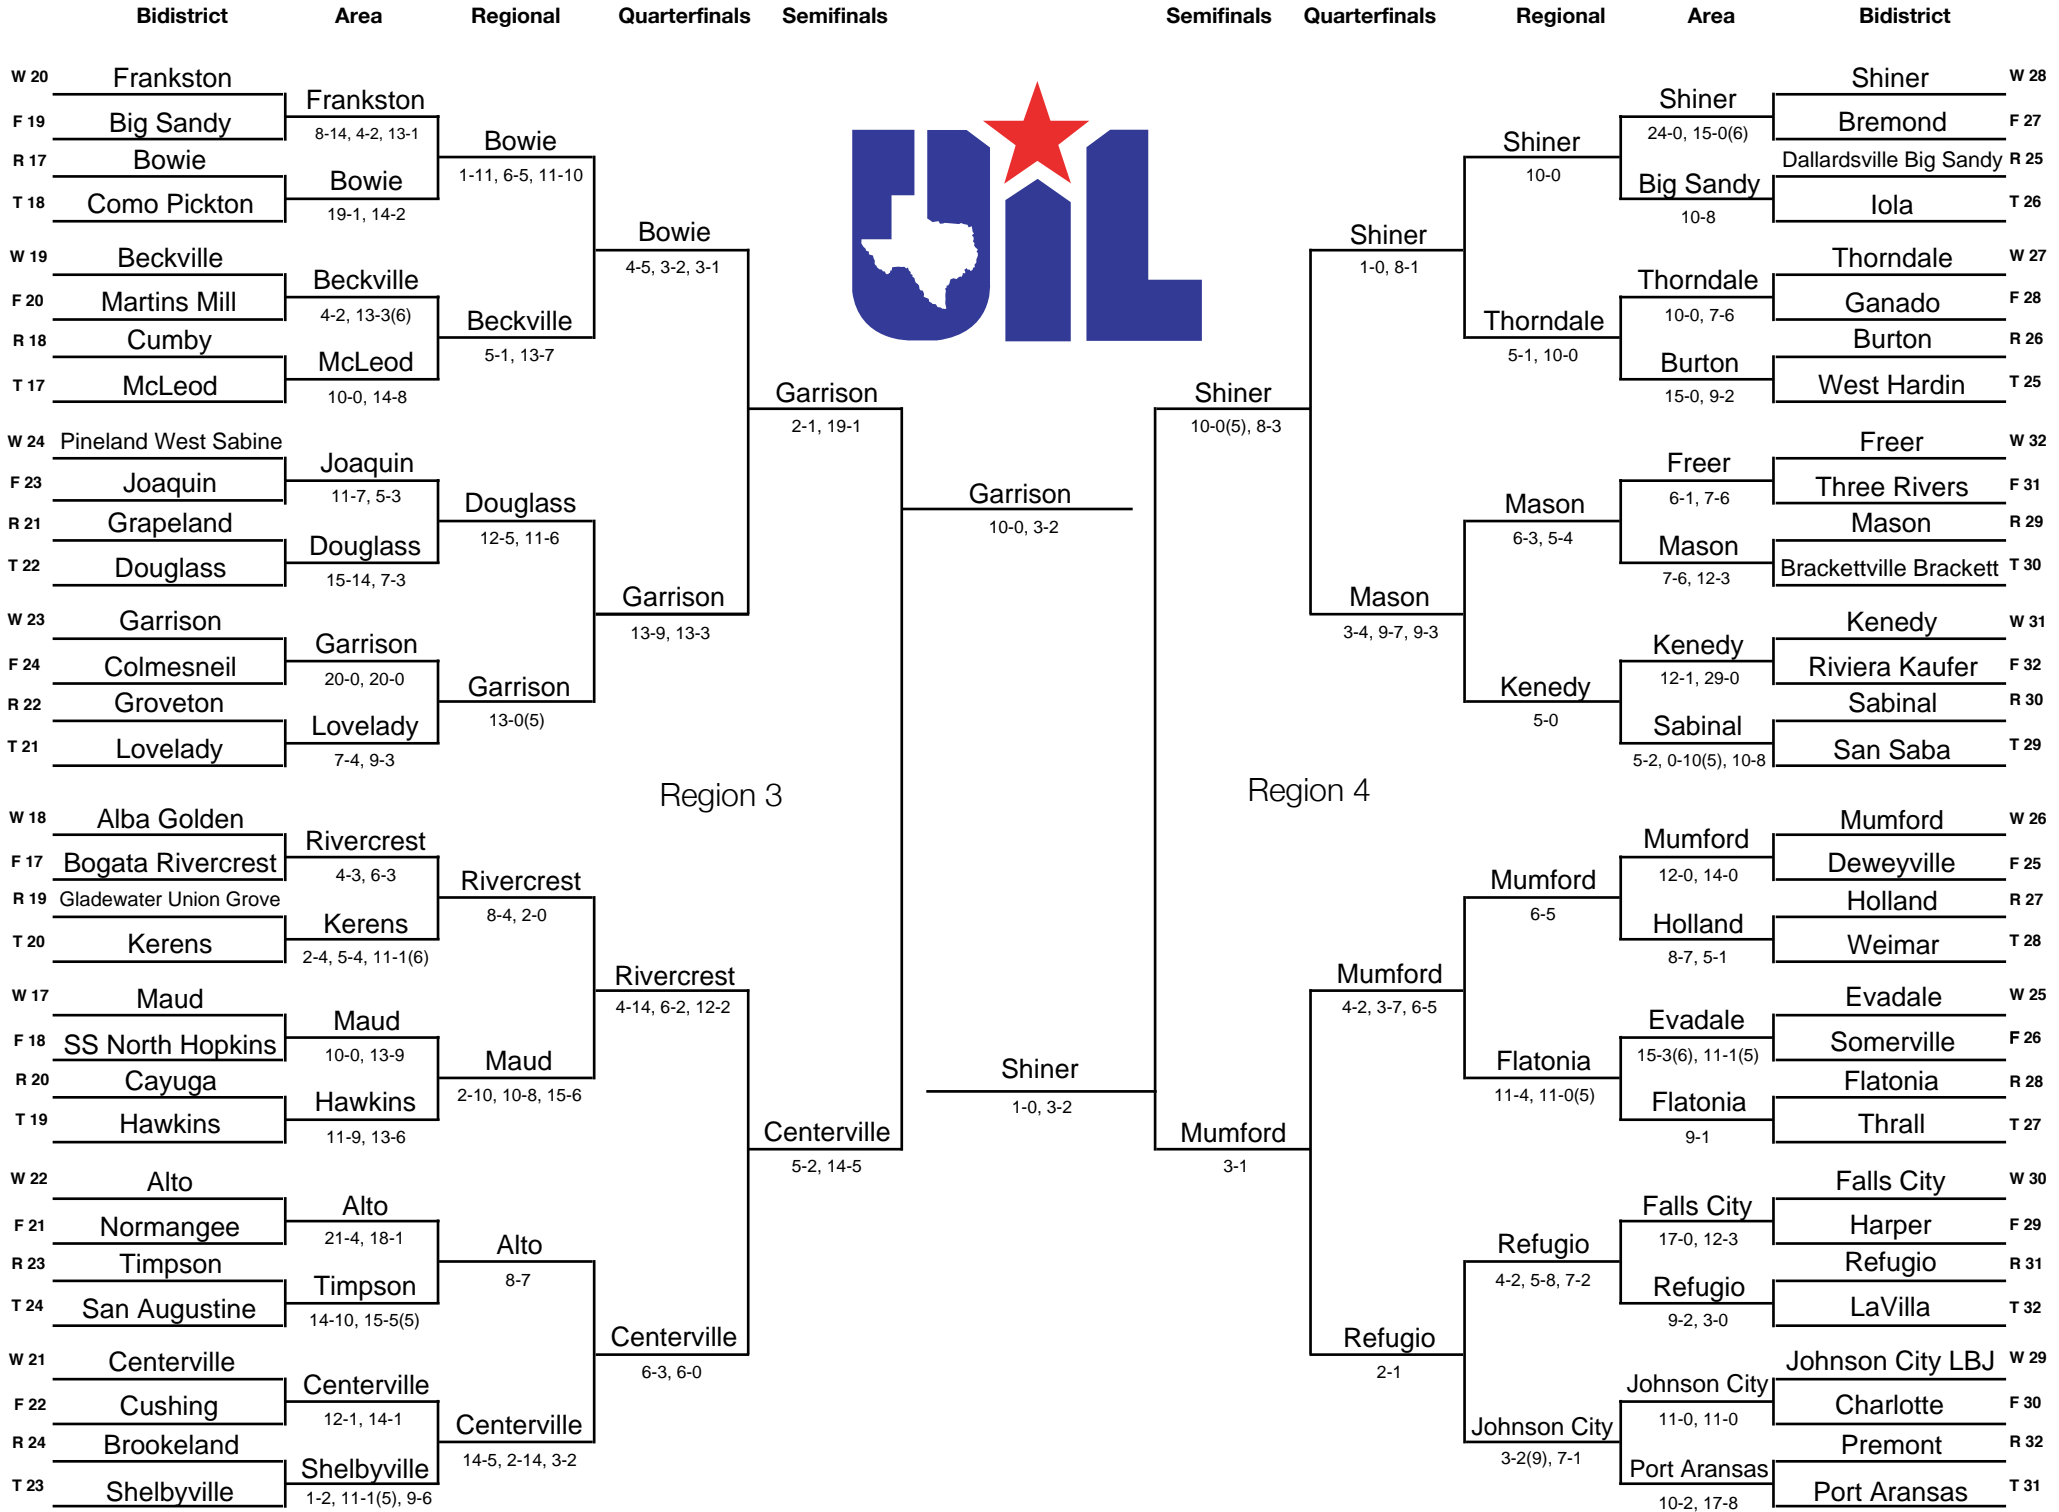 Bidistrict Area Regional Quarterfinals Semifinals Semifinals Quarterfinals Regional Area Bidistrict
W 20 Frankston
Frankston
F 19 Big Sandy
8-14, 4-2, 13-1
Bowie
R 17 Bowie
1-11, 6-5, 11-10
Bowie
T 18 Como Pickton
19-1, 14-2
Bowie
4-5, 3-2, 3-1
W 19 Beckville
Beckville
F 20 Martins Mill
4-2, 13-3(6)
Beckville
R 18 Cumby
5-1, 13-7
McLeod
T 17 McLeod
10-0, 14-8
Garrison
2-1, 19-1
W 24 Pineland West Sabine
Joaquin
F 23 Joaquin
11-7, 5-3
Douglass
R 21 Grapeland
12-5, 11-6
Douglass
T 22 Douglass
15-14, 7-3
Garrison
13-9, 13-3
W 23 Garrison
Garrison
F 24 Colmesneil
20-0, 20-0
Garrison
R 22 Groveton
13-0(5)
Lovelady
T 21 Lovelady
7-4, 9-3
Garrison
10-0, 3-2
Region 3
W 18 Alba Golden
Rivercrest
F 17 Bogata Rivercrest
4-3, 6-3
Rivercrest
R 19 Gladewater Union Grove
8-4, 2-0
Kerens
T 20 Kerens
2-4, 5-4, 11-1(6)
Rivercrest
4-14, 6-2, 12-2
W 17 Maud
Maud
F 18 SS North Hopkins
10-0, 13-9
Maud
R 20 Cayuga
2-10, 10-8, 15-6
Hawkins
T 19 Hawkins
11-9, 13-6
Centerville
5-2, 14-5
W 22 Alto
Alto
F 21 Normangee
21-4, 18-1
Alto
R 23 Timpson
8-7
Timpson
T 24 San Augustine
14-10, 15-5(5)
Centerville
6-3, 6-0
W 21 Centerville
Centerville
F 22 Cushing
12-1, 14-1
Centerville
R 24 Brookeland
14-5, 2-14, 3-2
Shelbyville
T 23 Shelbyville
1-2, 11-1(5), 9-6
UIL
Shiner W 28
Shiner
Bremond F 27
24-0, 15-0(6)
Shiner
Dallardsville Big Sandy R 25
10-0
Big Sandy
Iola T 26
10-8
Shiner
1-0, 8-1
Thorndale W 27
Thorndale
Ganado F 28
10-0, 7-6
Thorndale
Burton R 26
5-1, 10-0
Burton
West Hardin T 25
15-0, 9-2
Shiner
10-0(5), 8-3
Freer W 32
Freer
Three Rivers F 31
6-1, 7-6
Mason
Mason R 29
6-3, 5-4
Mason
Brackettville Brackett T 30
7-6, 12-3
Mason
3-4, 9-7, 9-3
Kenedy W 31
Kenedy
Riviera Kaufer F 32
12-1, 29-0
Kenedy
Sabinal R 30
5-0
Sabinal
San Saba T 29
5-2, 0-10(5), 10-8
Region 4
Shiner
1-0, 3-2
Mumford W 26
Mumford
Deweyville F 25
12-0, 14-0
Mumford
Holland R 27
6-5
Holland
Weimar T 28
8-7, 5-1
Mumford
4-2, 3-7, 6-5
Evadale W 25
Evadale
Somerville F 26
15-3(6), 11-1(5)
Flatonia
Flatonia R 28
11-4, 11-0(5)
Flatonia
Thrall T 27
9-1
Mumford
3-1
Falls City W 30
Falls City
Harper F 29
17-0, 12-3
Refugio
Refugio R 31
4-2, 5-8, 7-2
Refugio
LaVilla T 32
9-2, 3-0
Refugio
2-1
Johnson City LBJ W 29
Johnson City
Charlotte F 30
11-0, 11-0
Johnson City
Premont R 32
3-2(9), 7-1
Port Aransas
Port Aransas T 31
10-2, 17-8